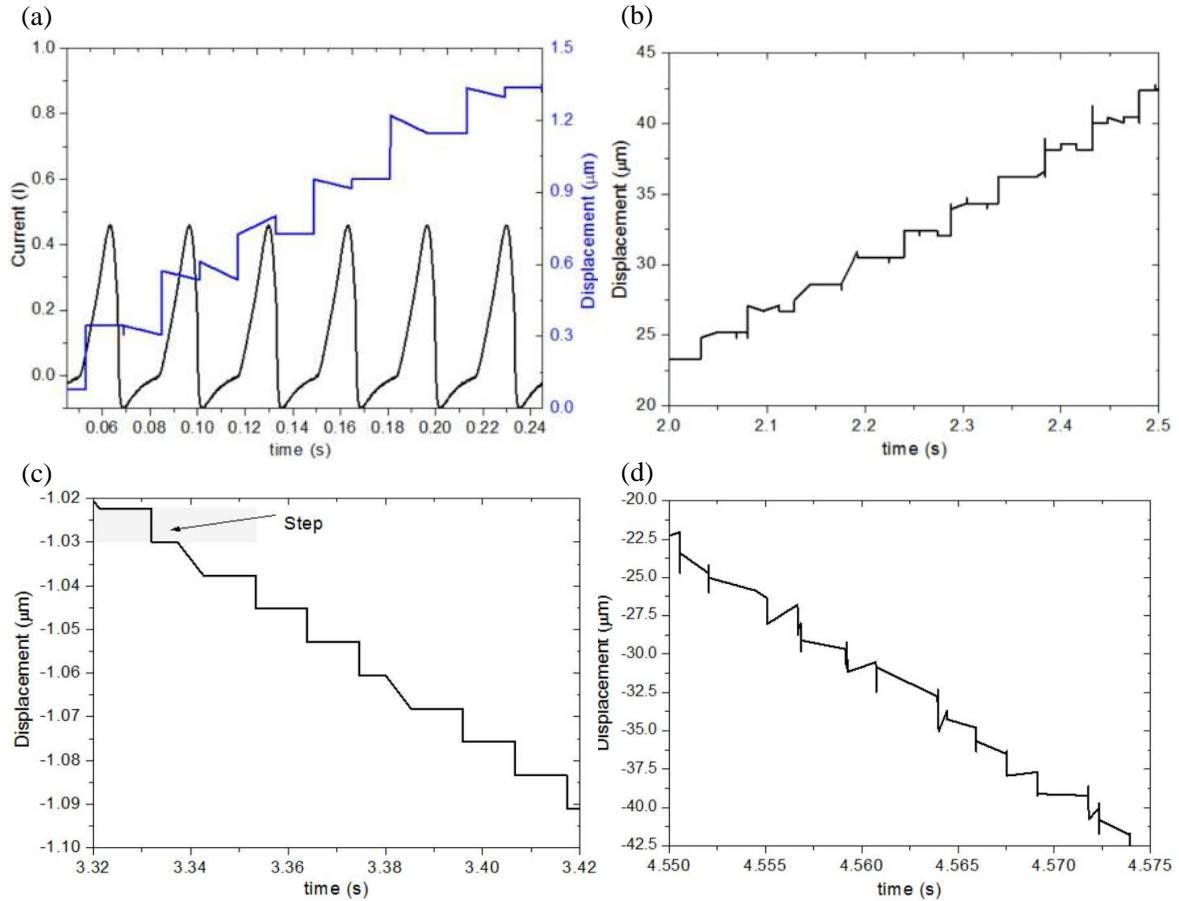 (a)
1.0
0.8
0.6
0.4
0.2
0.0
Current (I)
1.5
1.2
0.9
0.6
0.3
0.0
Displacement (μm)
0.06 0.08 0.10 0.12 0.14 0.16 0.18 0.20 0.22 0.24
time (s)
(b)
45
40
35
30
25
20
Displacement (μm)
2.0 2.1 2.2 2.3 2.4 2.5
time (s)
(c)
-1.02
-1.03
-1.04
-1.05
-1.06
-1.07
-1.08
-1.09
-1.10
Displacement (μm)
Step
3.32 3.34 3.36 3.38 3.40 3.42
time (s)
(d)
-20.0
-22.5
-25.0
-27.5
-30.0
-32.5
-35.0
-37.5
-40.0
-42.5
Displacement (μm)
4.550 4.555 4.560 4.565 4.570 4.575
time (s)